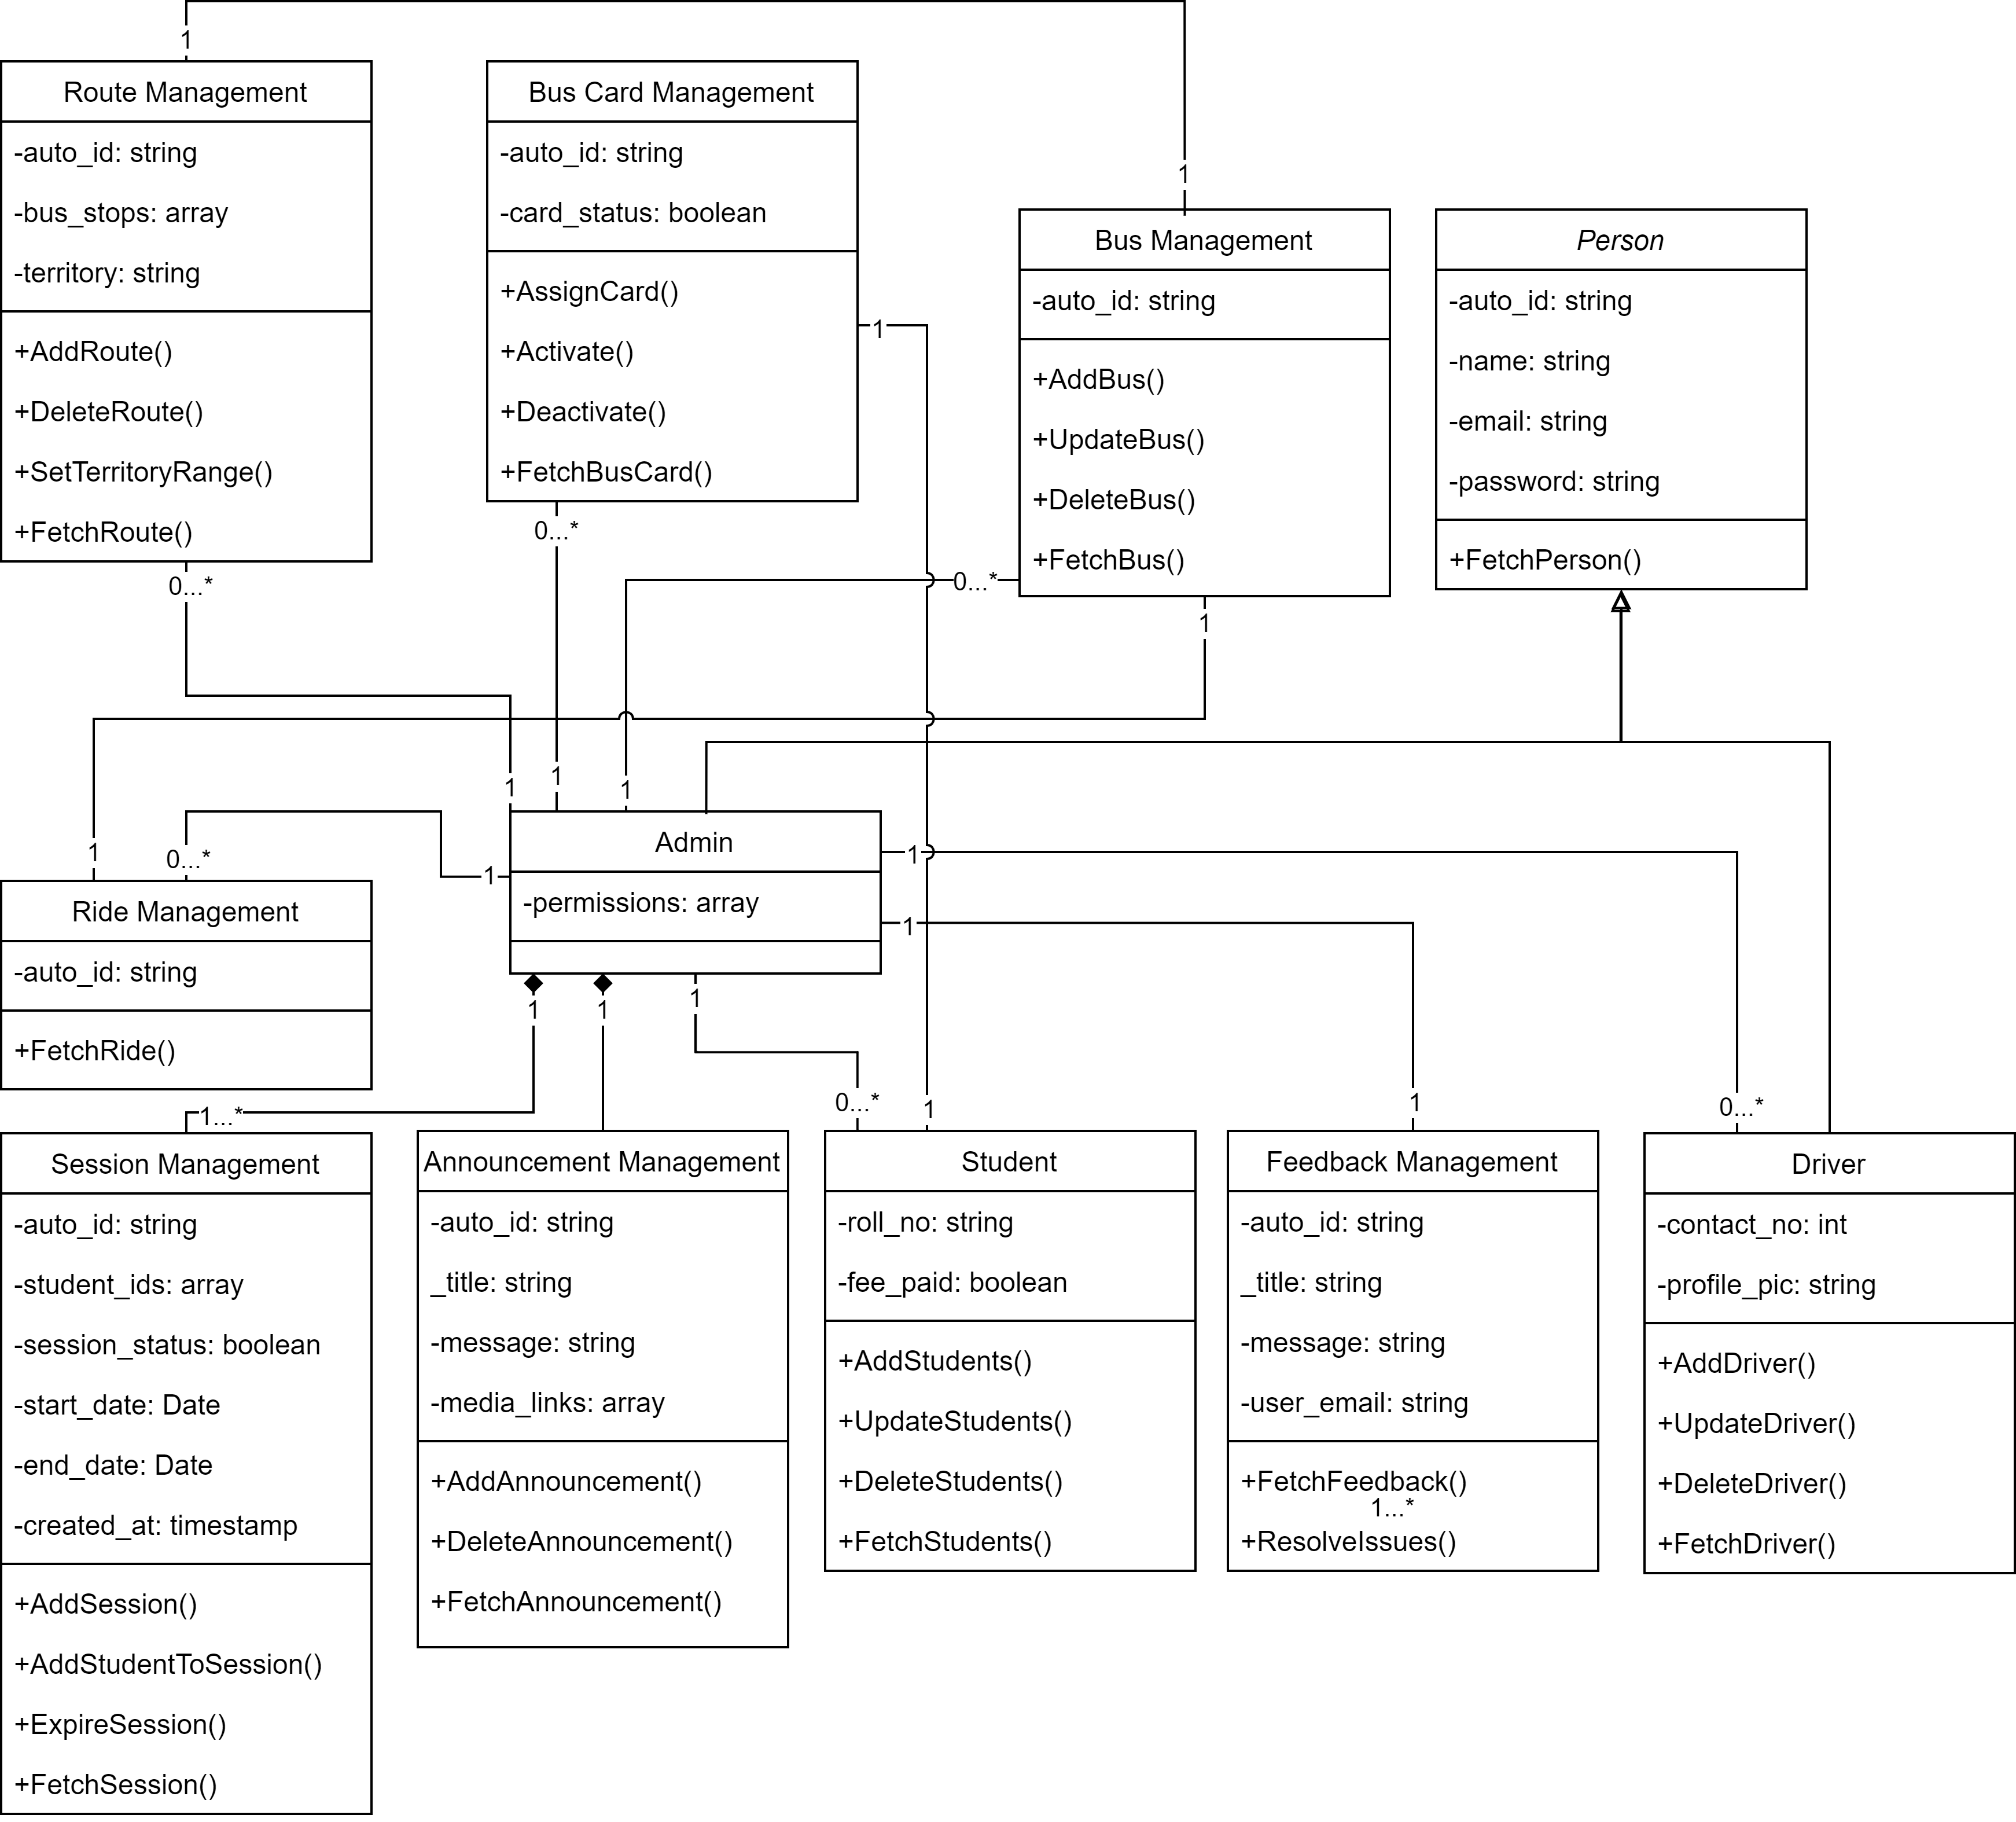 1
Route Management
-auto_id: string
-bus_stops: array
-territory: string
+AddRoute()
+DeleteRoute()
+SetTerritoryRange()
+FetchRoute()
0...*
Bus Card Management
-auto_id: string
-card_status: boolean
+AssignCard()
+Activate()
+Deactivate()
+FetchBusCard()
0...*
1
1
Bus Management
-auto_id: string
+AddBus()
+UpdateBus()
+DeleteBus()
+FetchBus()
0...*
1
Person
-auto_id: string
-name: string
-email: string
-password: string
+FetchPerson()
1
1
1
1
0...*
1
Admin
-permissions: array
1
1
1
1
1
Ride Management
-auto_id: string
+FetchRide()
1...*
0...*
1
1
0...*
Session Management
-auto_id: string
-student_ids: array
-session_status: boolean
-start_date: Date
-end_date: Date
-created_at: timestamp
+AddSession()
+AddStudentToSession()
+ExpireSession()
+FetchSession()
Announcement Management
-auto_id: string
_title: string
-message: string
-media_links: array
+AddAnnouncement()
+DeleteAnnouncement()
+FetchAnnouncement()
Student
-roll_no: string
-fee_paid: boolean
+AddStudents()
+UpdateStudents()
+DeleteStudents()
+FetchStudents()
Feedback Management
-auto_id: string
_title: string
-message: string
-user_email: string
+FetchFeedback()
1...*
+ResolveIssues()
Driver
-contact_no: int
-profile_pic: string
+AddDriver()
+UpdateDriver()
+DeleteDriver()
+FetchDriver()